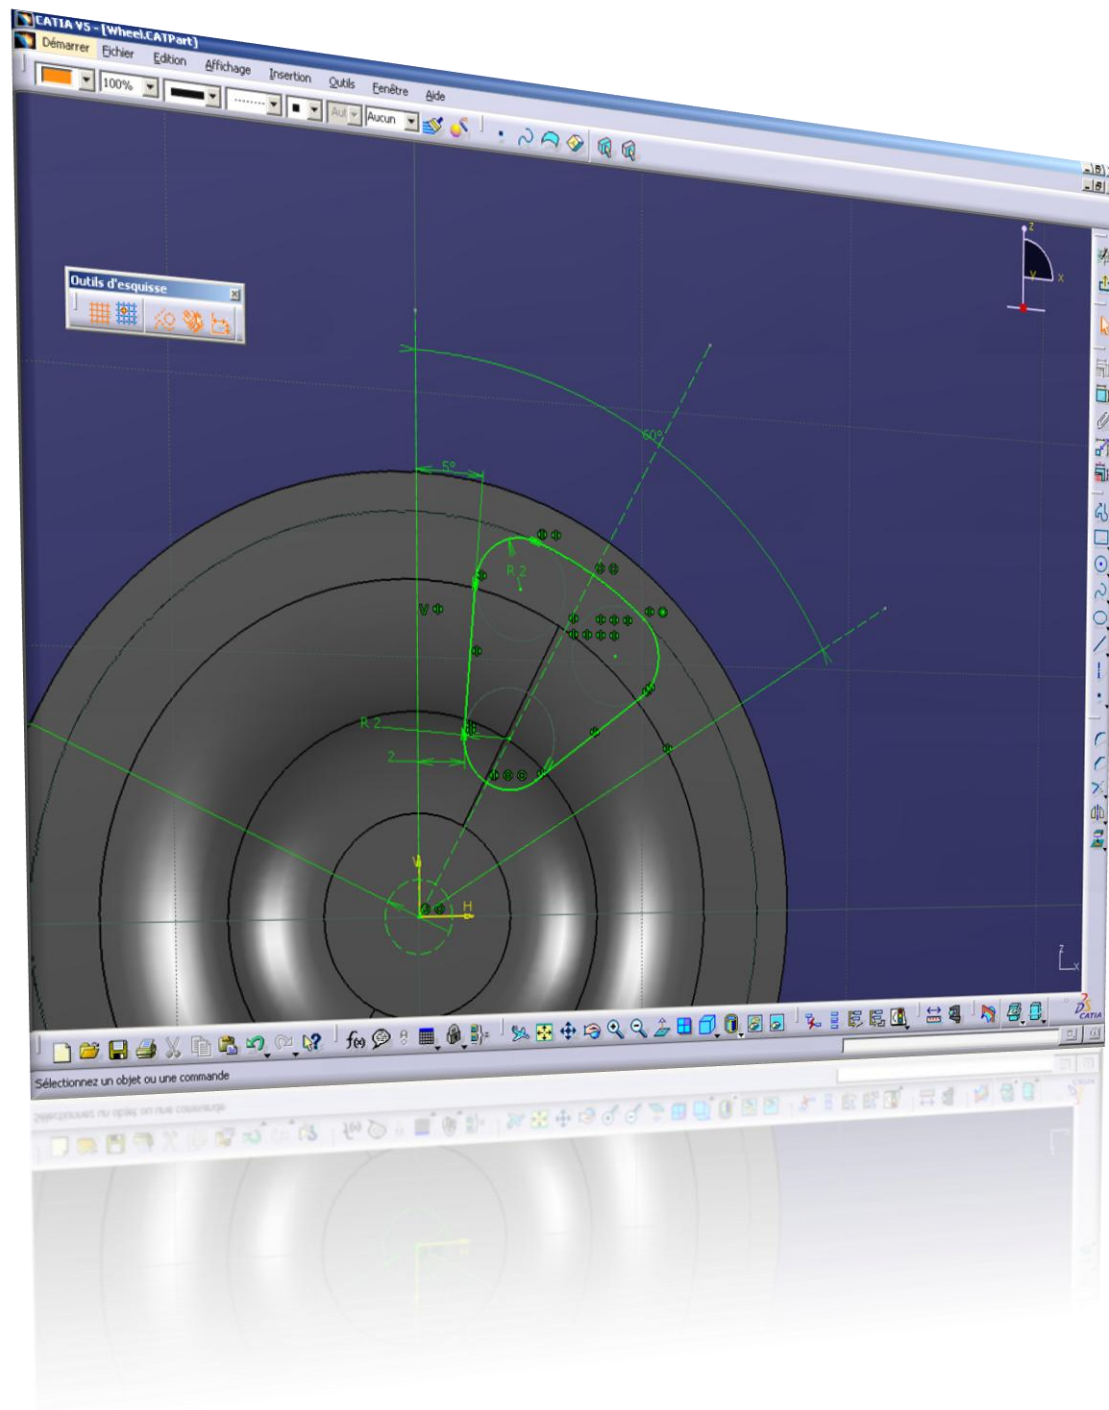 CATIA V5 - [Wheel.CATPart]
Démarrer Fichier Edition Affichage Insertion Outils Fenêtre Aide
100% Aut Aucun
z
y x
Outils d'esquisse
60°
5°
R 2
V
R 2
2
V
H
z
x
f(x)
CATIA
Sélectionnez un objet ou une commande